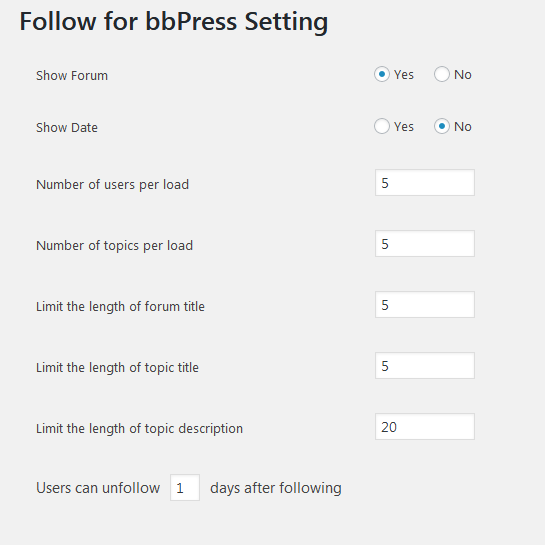 Follow for bbPress Setting
Show Forum Yes No
Show Date Yes No
Number of users per load 5
Number of topics per load 5
Limit the length of forum title 5
Limit the length of topic title 5
Limit the length of topic description 20
Users can unfollow 1 days after following